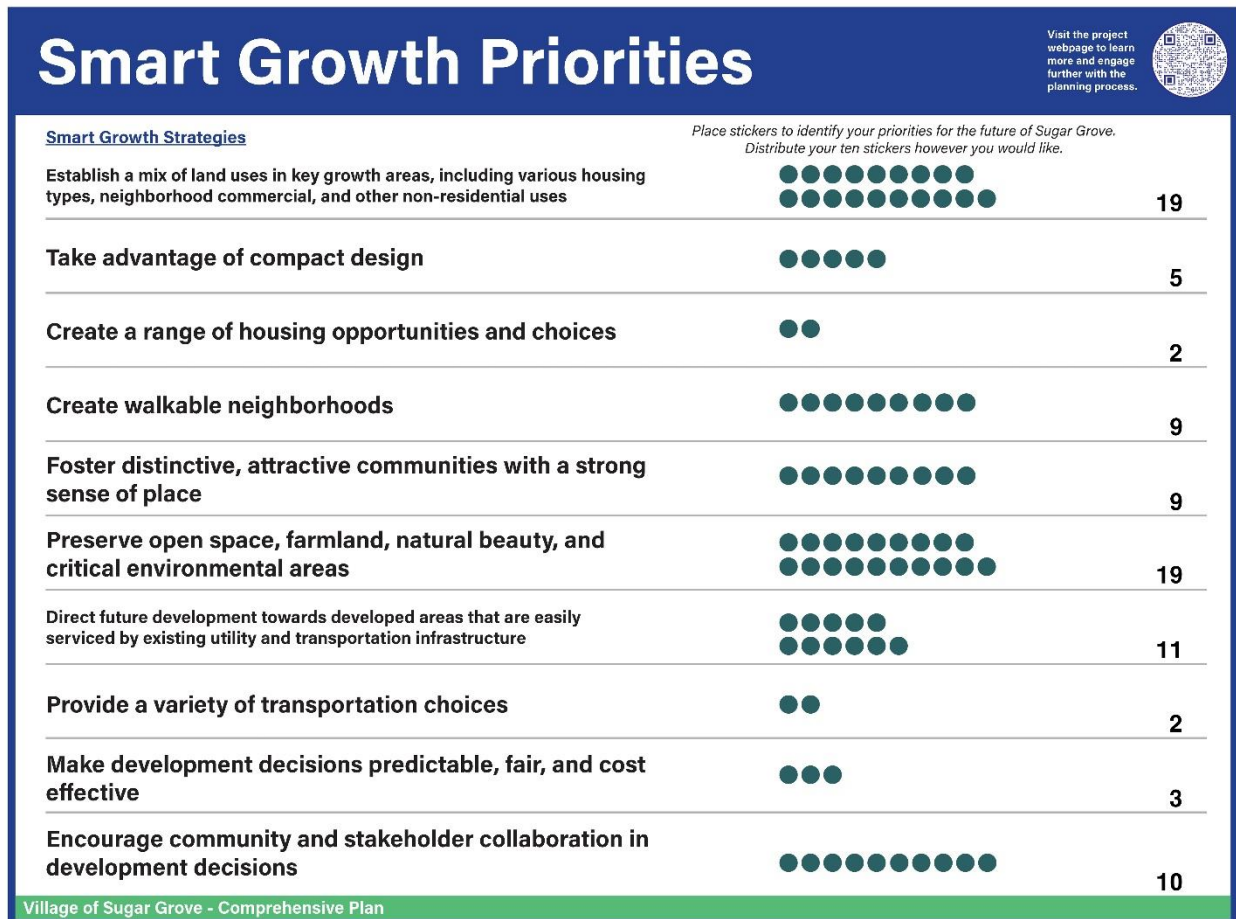 Smart Growth Priorities
Visit the project
webpage to learn
more and engage
further with the
planning process.
Smart Growth Strategies
Place stickers to identify your priorities for the future of Sugar Grove.
Distribute your ten stickers however you would like.
Establish a mix of land uses in key growth areas, including various housing
types, neighborhood commercial, and other non-residential uses
19
Take advantage of compact design
5
Create a range of housing opportunities and choices
2
Create walkable neighborhoods
9
Foster distinctive, attractive communities with a strong
sense of place
9
Preserve open space, farmland, natural beauty, and
critical environmental areas
19
Direct future development towards developed areas that are easily
serviced by existing utility and transportation infrastructure
11
Provide a variety of transportation choices
2
Make development decisions predictable, fair, and cost
effective
3
Encourage community and stakeholder collaboration in
development decisions
10
Village of Sugar Grove - Comprehensive Plan